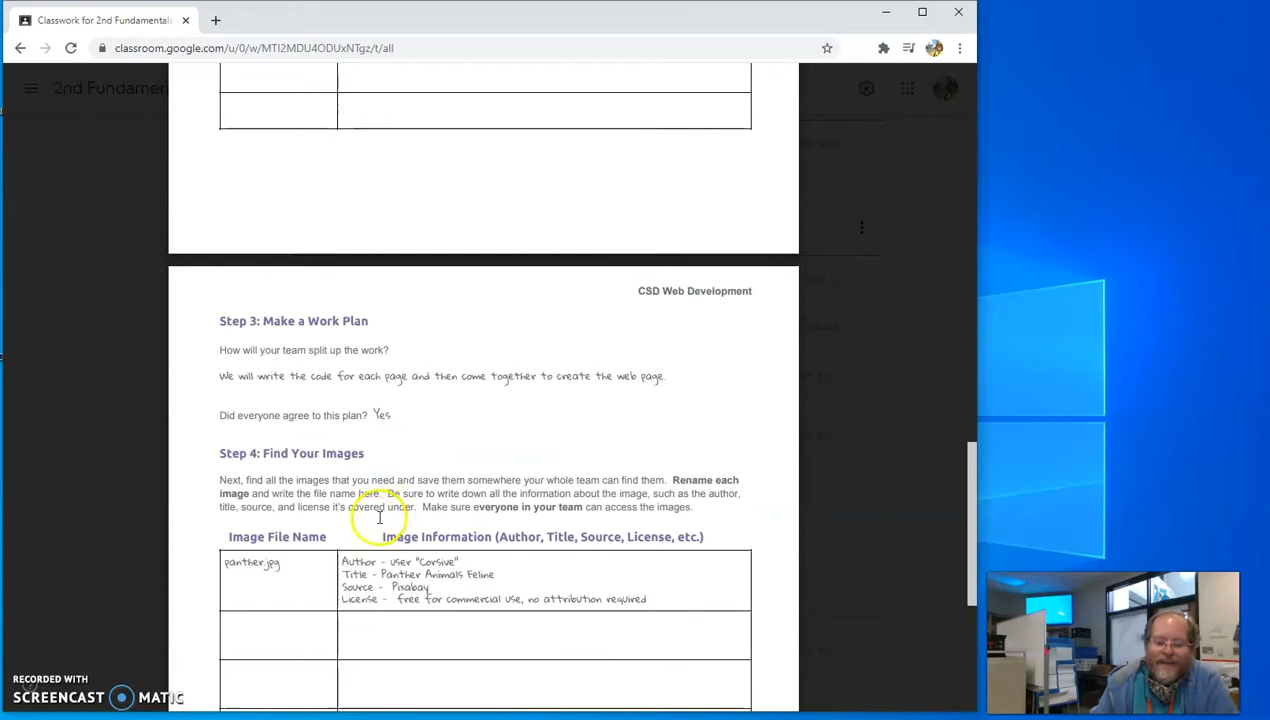 Classwork for 2nd Fundamentals
classroom.google.com/u/0/w/MTI2MDU4ODUxNTgz/t/all
2nd Fundamen
CSD Web Development
Step 3: Make a Work Plan
How will your team split up the work?
We will write the code for each page and then come together to create the web page.
Did everyone agree to this plan? Yes
Step 4: Find Your Images
Next, find all the images that you need and save them somewhere your whole team can find them. Rename each
image and write the file name here. Be sure to write down all the information about the image, such as the author,
title, source, and license it's covered under. Make sure everyone in your team can access the images.
Image File Name Image Information (Author, Title, Source, License, etc.)
panther.jpg
Author - user "Corsive"
Title - Panther Animals Feline
Source - Pixabay
License - free for commercial use, no attribution required
RECORDED WITH
SCREENCAST MATIC